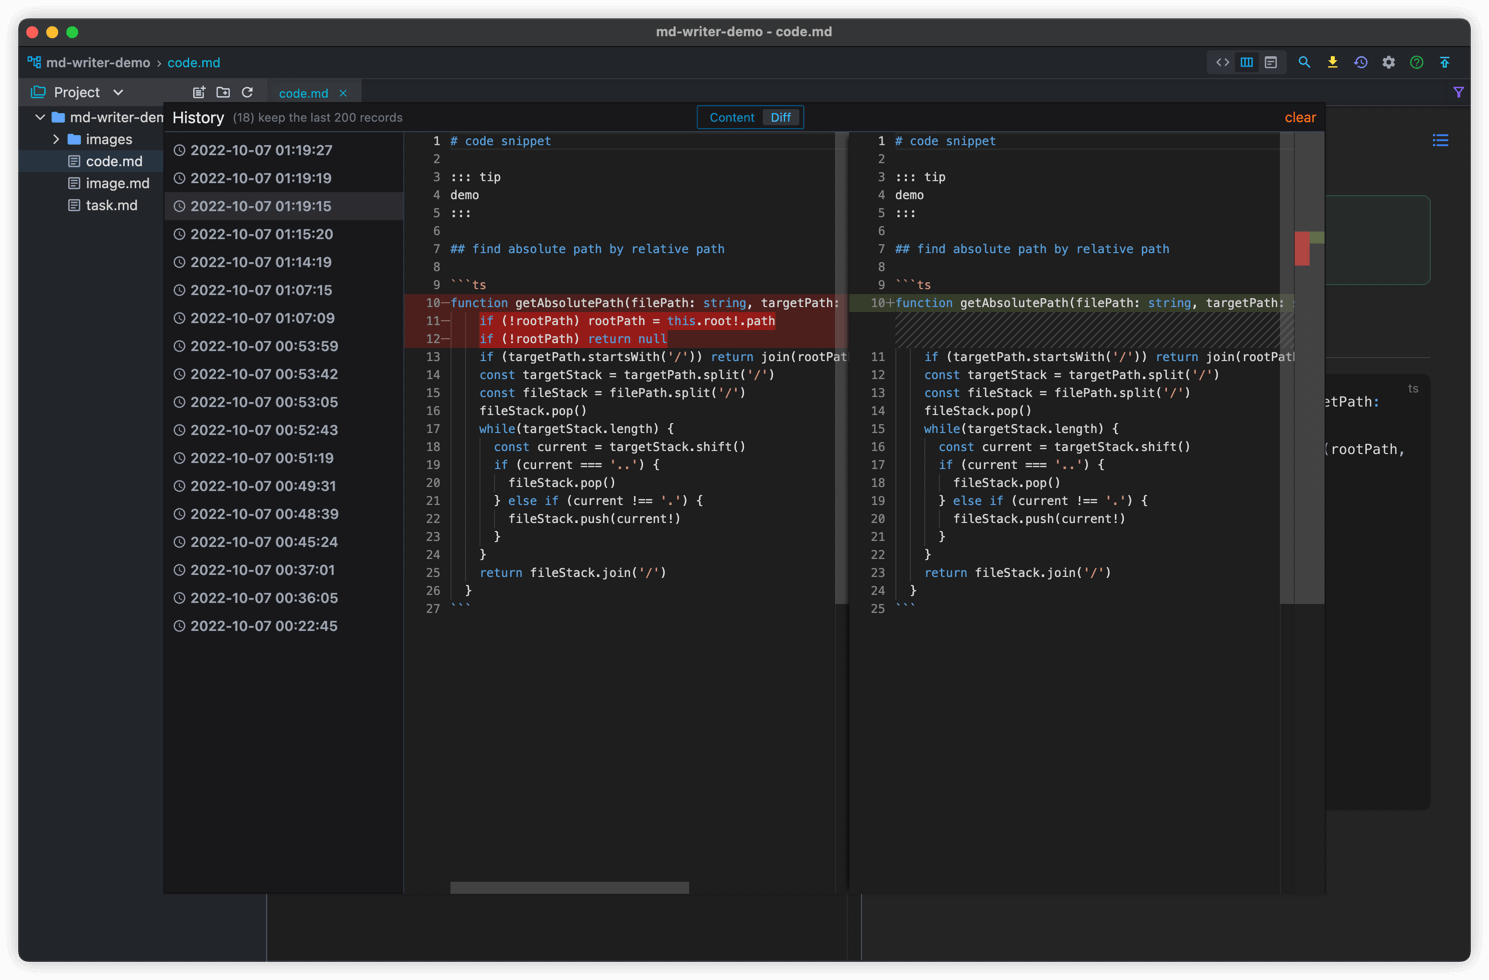 md-writer-demo - code.md
md-writer-demo › code.md
Project
code.md
md-writer-dem
images
code.md
image.md
task.md
History (18) keep the last 200 records
Content Diff
clear
2022-10-07 01:19:27
2022-10-07 01:19:19
2022-10-07 01:19:15
2022-10-07 01:15:20
2022-10-07 01:14:19
2022-10-07 01:07:15
2022-10-07 01:07:09
2022-10-07 00:53:59
2022-10-07 00:53:42
2022-10-07 00:53:05
2022-10-07 00:52:43
2022-10-07 00:51:19
2022-10-07 00:49:31
2022-10-07 00:48:39
2022-10-07 00:45:24
2022-10-07 00:37:01
2022-10-07 00:36:05
2022-10-07 00:22:45
1 # code snippet
2
3 ::: tip
4 demo
5 :::
6
7 ## find absolute path by relative path
8
9 ```ts
10— function getAbsolutePath(filePath: string, targetPath:
11— if (!rootPath) rootPath = this.root!.path
12— if (!rootPath) return null
13 if (targetPath.startsWith('/')) return join(rootPat
14 const targetStack = targetPath.split('/')
15 const fileStack = filePath.split('/')
16 fileStack.pop()
17 while(targetStack.length) {
18 const current = targetStack.shift()
19 if (current === '..') {
20 fileStack.pop()
21 } else if (current !== '.') {
22 fileStack.push(current!)
23 }
24 }
25 return fileStack.join('/')
26 }
27 ```
1 # code snippet
2
3 ::: tip
4 demo
5 :::
6
7 ## find absolute path by relative path
8
9 ```ts
10+ function getAbsolutePath(filePath: string, targetPath: s
11 if (targetPath.startsWith('/')) return join(rootPat
12 const targetStack = targetPath.split('/')
13 const fileStack = filePath.split('/')
14 fileStack.pop()
15 while(targetStack.length) {
16 const current = targetStack.shift()
17 if (current === '..') {
18 fileStack.pop()
19 } else if (current !== '.') {
20 fileStack.push(current!)
21 }
22 }
23 return fileStack.join('/')
24 }
25 ```
ts
etPath:
(rootPath,